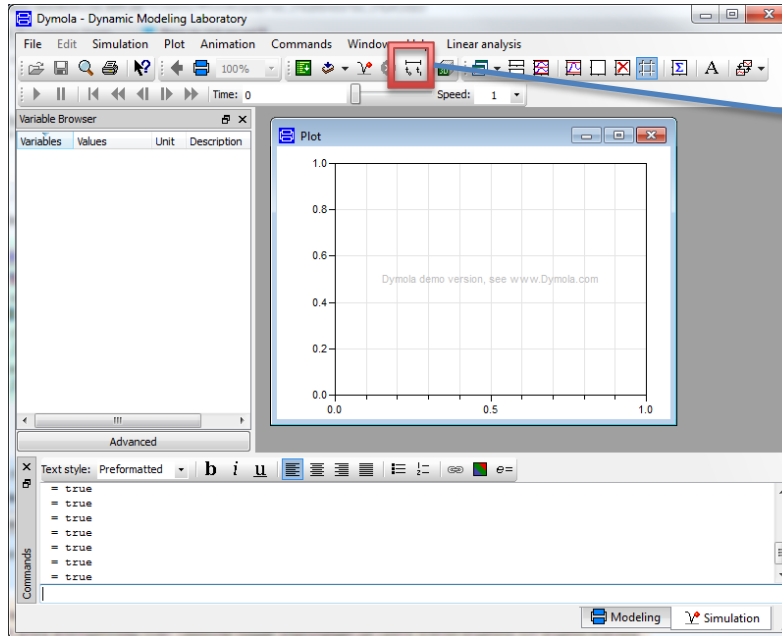 Dymola - Dynamic Modeling Laboratory
File Edit Simulation Plot Animation Commands Window Linear analysis
100% Σ A
Time: 0 Speed: 1
Variable Browser
Variables Values Unit Description
Plot
1.0
0.8
0.6
Dymola demo version, see www.Dymola.com
0.4
0.2
0.0
0.0 0.5 1.0
Advanced
Text style: Preformatted b i u e=
= true
= true
= true
= true
= true
= true
= true
Commands
Modeling Simulation